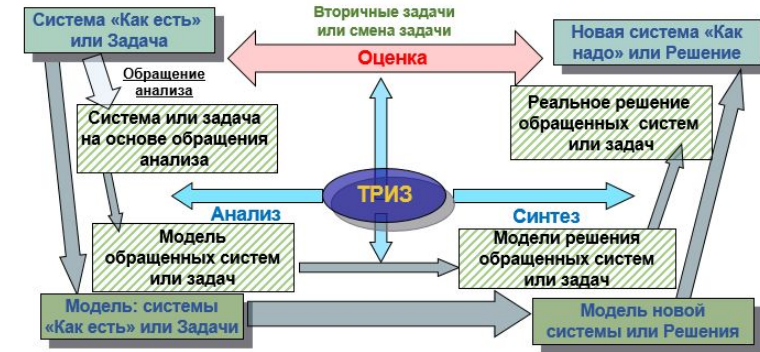 Система «Как есть»
или Задача
Вторичные задачи
или смена задачи
Оценка
Новая система «Как
надо» или Решение
Обращение
анализа
Система или задача
на основе обращения
анализа
Реальное решение
обращенных систем
или задач
ТРИЗ
Анализ
Синтез
Модель
обращенных систем
или задач
Модели решения
обращенных систем
или задач
Модель: системы
«Как есть» или Задачи
Модель новой
системы или Решения